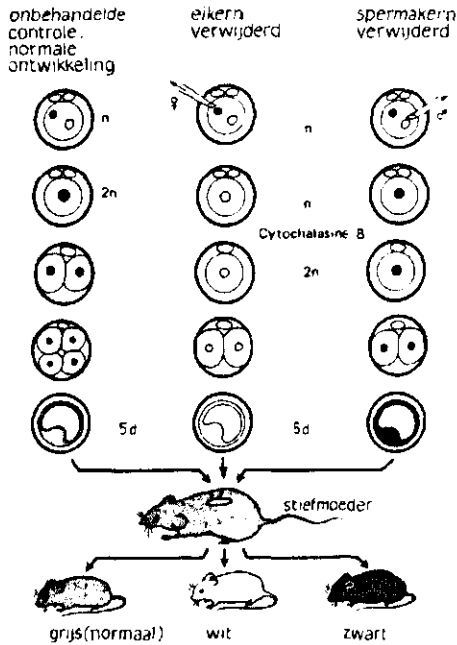 onbehandelde
controle,
normale
ontwikkeling
eikern
verwijderd
spermakern
verwijderd
♀
♂
n
n
2n
n
Cytochalasine B
2n
5d
5d
stiefmoeder
grijs(normaal)
wit
zwart